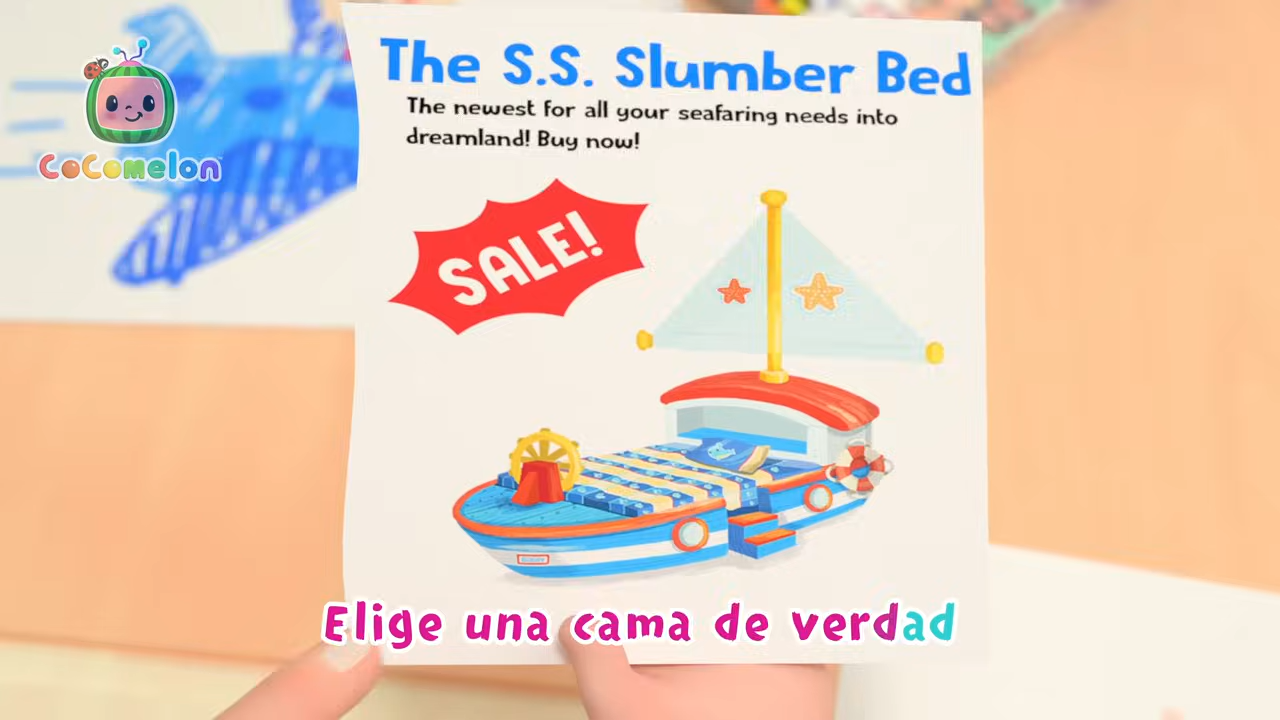 The S.S. Slumber Bed
The newest for all your seafaring needs into
dreamland! Buy now!
CoComelon
SALE!
Elige una cama de verdad